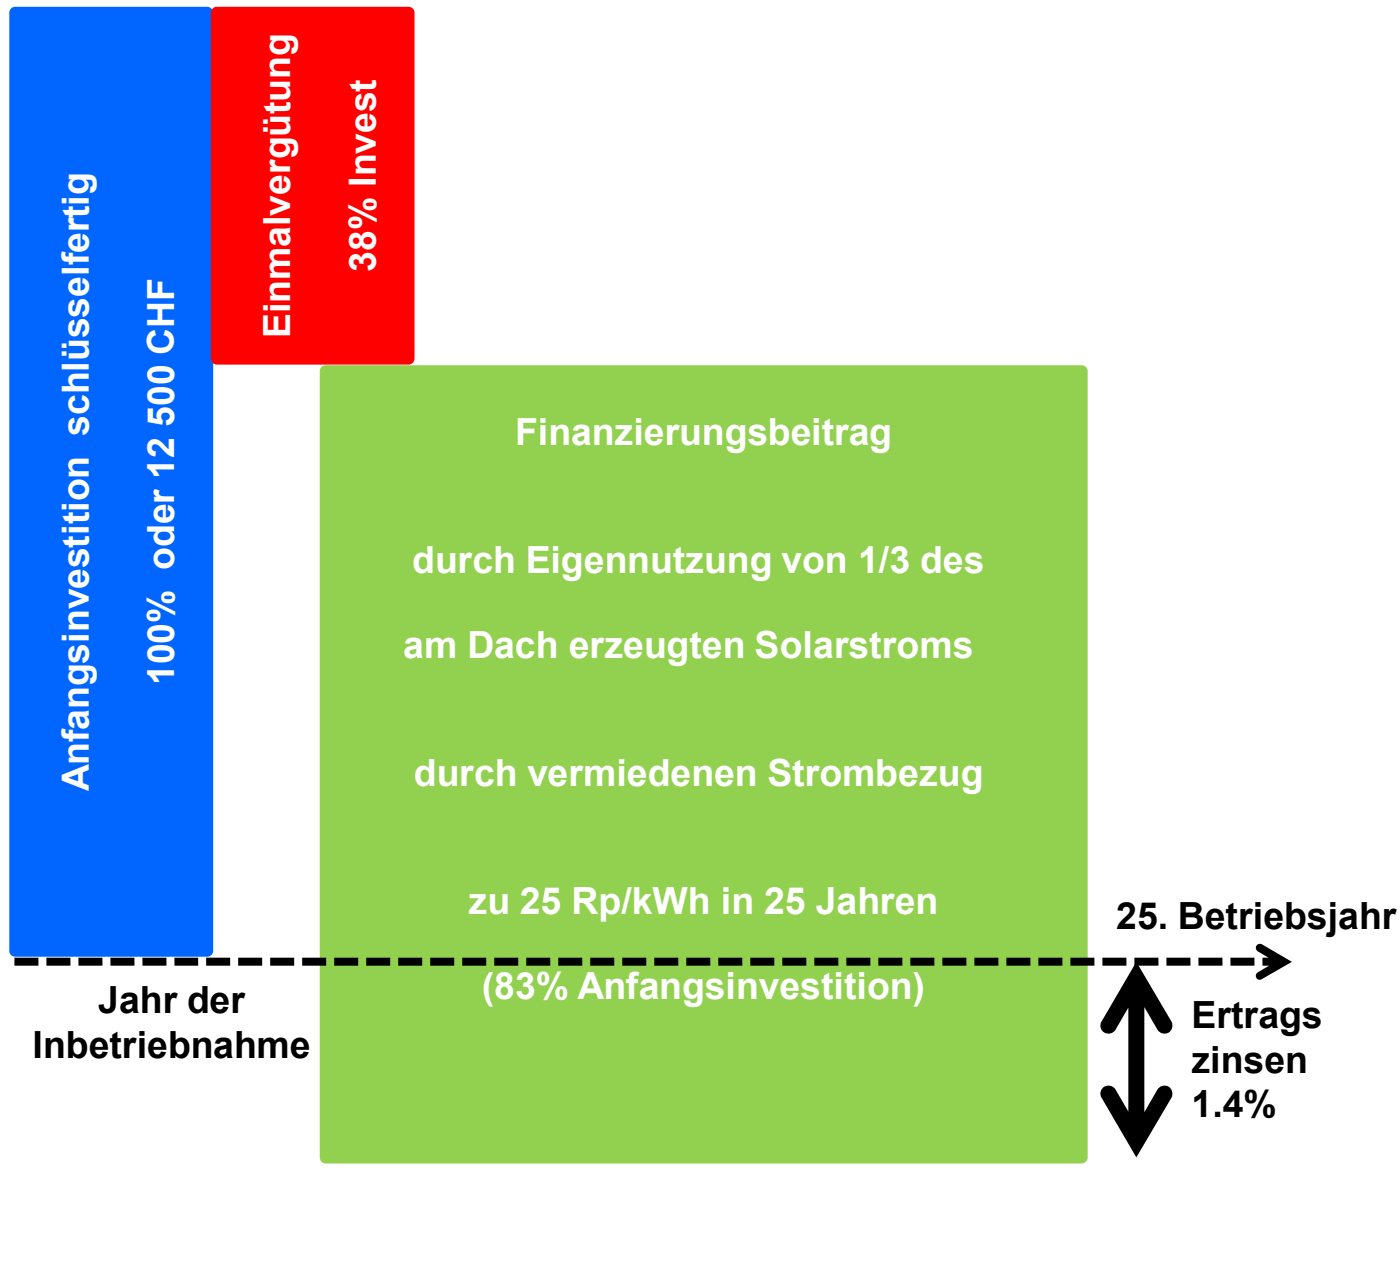 Anfangsinvestition schlüsselfertig
100% oder 12 500 CHF
Einmalvergütung
38% Invest
Finanzierungsbeitrag
durch Eigennutzung von 1/3 des
am Dach erzeugten Solarstroms
durch vermiedenen Strombezug
zu 25 Rp/kWh in 25 Jahren
(83% Anfangsinvestition)
25. Betriebsjahr
Jahr der
Inbetriebnahme
Ertrags
zinsen
1.4%